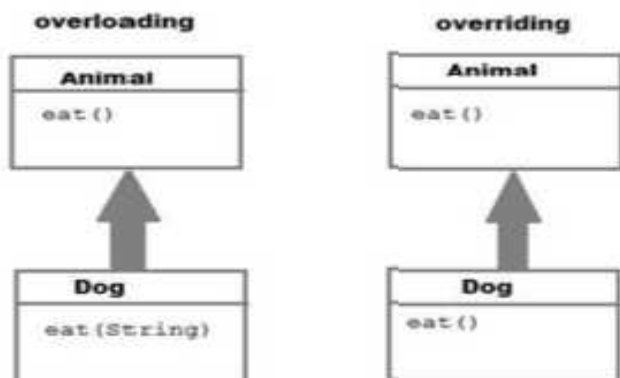 overloading
Animal
eat()
Dog
eat(String)
overriding
Animal
eat()
Dog
eat()